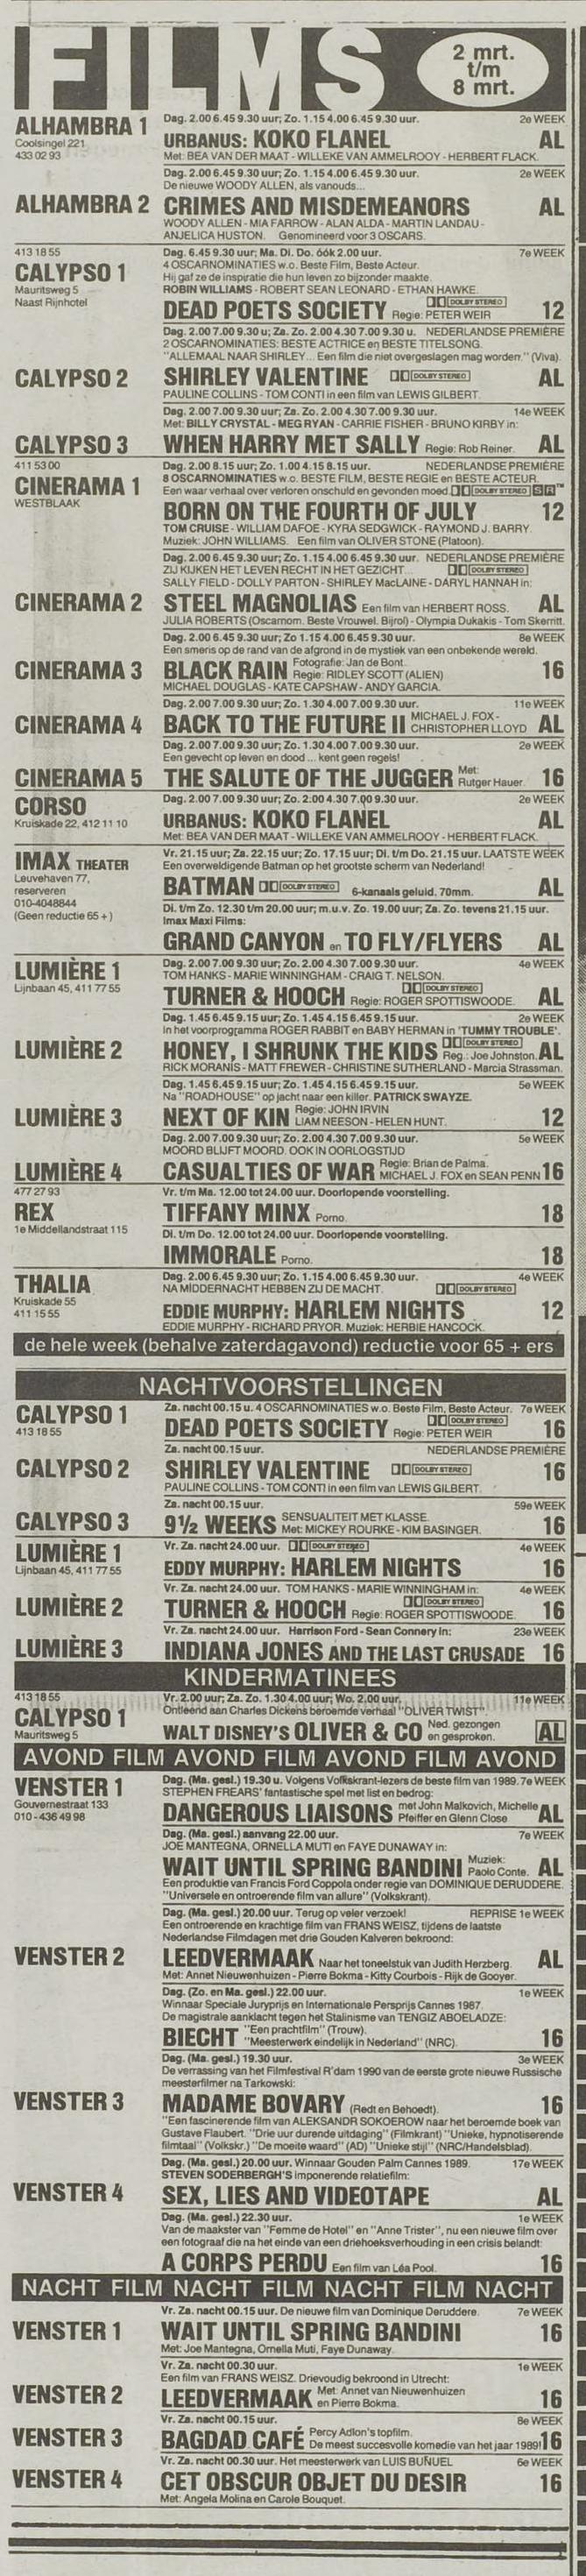 FILMS
2 mrt.
t/m
8 mrt.
ALHAMBRA 1
Coolsingel 221
433 02 93
Dag. 2.00 6.45 9.30 uur; Zo. 1.15 4.00 6.45 9.30 uur. 2e WEEK
URBANUS: KOKO FLANEL AL
Met: BEA VAN DER MAAT - WILLEKE VAN AMMELROOY - HERBERT FLACK.
Dag. 2.00 6.45 9.30 uur; Zo. 1.15 4.00 6.45 9.30 uur. 2e WEEK
De nieuwe WOODY ALLEN, als vanouds...
ALHAMBRA 2 CRIMES AND MISDEMEANORS AL
WOODY ALLEN - MIA FARROW - ALAN ALDA - MARTIN LANDAU -
ANJELICA HUSTON. Genomineerd voor 3 OSCARS.
413 18 55
CALYPSO 1
Mauritsweg 5
Naast Rijnhotel
Dag. 6.45 9.30 uur; Ma. Di. Do. óók 2.00 uur. 7e WEEK
4 OSCARNOMINATIES w.o. Beste Film, Beste Acteur.
Hij gaf ze de inspiratie die hun leven zo bijzonder maakte.
ROBIN WILLIAMS - ROBERT SEAN LEONARD - ETHAN HAWKE.
DOLBY STEREO
DEAD POETS SOCIETY Regie: PETER WEIR 12
Dag. 2.00 7.00 9.30 u; Za. Zo. 2.00 4.30 7.00 9.30 u. NEDERLANDSE PREMIÈRE
2 OSCARNOMINATIES: BESTE ACTRICE en BESTE TITELSONG.
"ALLEMAAL NAAR SHIRLEY... Een film die niet overgeslagen mag worden." (Viva).
CALYPSO 2 SHIRLEY VALENTINE DOLBY STEREO AL
PAULINE COLLINS - TOM CONTI in een film van LEWIS GILBERT.
Dag. 2.00 7.00 9.30 uur; Za. Zo. 2.00 4.30 7.00 9.30 uur. 14e WEEK
Met: BILLY CRYSTAL - MEG RYAN - CARRIE FISHER - BRUNO KIRBY in:
CALYPSO 3 WHEN HARRY MET SALLY Regie: Rob Reiner. AL
411 53 00
CINERAMA 1
WESTBLAAK
Dag. 2.00 8.15 uur; Zo. 1.00 4.15 8.15 uur. NEDERLANDSE PREMIÈRE
8 OSCARNOMINATIES w.o. BESTE FILM, BESTE REGIE en BESTE ACTEUR.
Een waar verhaal over verloren onschuld en gevonden moed. DOLBY STEREO SR™
BORN ON THE FOURTH OF JULY 12
TOM CRUISE - WILLIAM DAFOE - KYRA SEDGWICK - RAYMOND J. BARRY.
Muziek: JOHN WILLIAMS. Een film van OLIVER STONE (Platoon).
Dag. 2.00 6.45 9.30 uur; Zo. 1.15 4.00 6.45 9.30 uur. NEDERLANDSE PREMIÈRE
ZIJ KIJKEN HET LEVEN RECHT IN HET GEZICHT... DOLBY STEREO
SALLY FIELD - DOLLY PARTON - SHIRLEY MacLAINE - DARYL HANNAH in:
CINERAMA 2 STEEL MAGNOLIAS Een film van HERBERT ROSS. AL
JULIA ROBERTS (Oscarnom. Beste Vrouwel. Bijrol) - Olympia Dukakis - Tom Skerritt.
Dag. 2.00 6.45 9.30 uur; Zo 1.15 4.00 6.45 9.30 uur. 8e WEEK
Een smeris op de rand van de afgrond in de mystiek van een onbekende wereld.
CINERAMA 3 BLACK RAIN Fotografie: Jan de Bont. Regie: RIDLEY SCOTT (ALIEN) 16
MICHAEL DOUGLAS - KATE CAPSHAW - ANDY GARCIA.
Dag. 2.00 7.00 9.30 uur; Zo. 1.30 4.00 7.00 9.30 uur. 11e WEEK
CINERAMA 4 BACK TO THE FUTURE II MICHAEL J. FOX - CHRISTOPHER LLOYD AL
Dag. 2.00 7.00 9.30 uur; Zo. 1.30 4.00 7.00 9.30 uur. 2e WEEK
Een gevecht op leven en dood ... kent geen regels!
CINERAMA 5 THE SALUTE OF THE JUGGER Met: Rutger Hauer. 16
CORSO
Kruiskade 22, 412 11 10
Dag. 2.00 7.00 9.30 uur; Zo. 2.00 4.30 7.00 9.30 uur. 2e WEEK
URBANUS: KOKO FLANEL AL
Met: BEA VAN DER MAAT - WILLEKE VAN AMMELROOY - HERBERT FLACK.
IMAX THEATER
Leuvehaven 77,
reserveren
010-4048844
(Geen reductie 65 +)
Vr. 21.15 uur; Za. 22.15 uur; Zo. 17.15 uur; Di. t/m Do. 21.15 uur. LAATSTE WEEK
Een overweldigende Batman op het grootste scherm van Nederland!
BATMAN DOLBY STEREO 6-kanaals geluid. 70mm. AL
Di. t/m Zo. 12.30 t/m 20.00 uur; m.u.v. Zo. 19.00 uur; Za. Zo. tevens 21.15 uur.
Imax Maxi Films:
GRAND CANYON en TO FLY/FLYERS AL
LUMIÈRE 1
Lijnbaan 45, 411 77 55
Dag. 2.00 7.00 9.30 uur; Zo. 2.00 4.30 7.00 9.30 uur. 4e WEEK
TOM HANKS - MARIE WINNINGHAM - CRAIG T. NELSON.
DOLBY STEREO
TURNER & HOOCH Regie: ROGER SPOTTISWOODE. AL
Dag. 1.45 6.45 9.15 uur; Zo. 1.45 4.15 6.45 9.15 uur. 2e WEEK
In het voorprogramma ROGER RABBIT en BABY HERMAN in 'TUMMY TROUBLE'.
DOLBY STEREO
LUMIÈRE 2 HONEY, I SHRUNK THE KIDS Reg.: Joe Johnston. AL
RICK MORANIS - MATT FREWER - CHRISTINE SUTHERLAND - Marcia Strassman.
Dag. 1.45 6.45 9.15 uur; Zo. 1.45 4.15 6.45 9.15 uur. 5e WEEK
Na "ROADHOUSE" op jacht naar een killer. PATRICK SWAYZE.
LUMIÈRE 3 NEXT OF KIN Regie: JOHN IRVIN LIAM NEESON - HELEN HUNT. 12
Dag. 2.00 7.00 9.30 uur; Zo. 2.00 4.30 7.00 9.30 uur. 5e WEEK
MOORD BLIJFT MOORD. OOK IN OORLOGSTIJD
LUMIÈRE 4 CASUALTIES OF WAR Regie: Brian de Palma. MICHAEL J. FOX en SEAN PENN 16
477 27 93
REX
1e Middellandstraat 115
Vr. t/m Ma. 12.00 tot 24.00 uur. Doorlopende voorstelling.
TIFFANY MINX Porno. 18
Di. t/m Do. 12.00 tot 24.00 uur. Doorlopende voorstelling.
IMMORALE Porno. 18
THALIA
Kruiskade 55
411 15 55
Dag. 2.00 6.45 9.30 uur; Zo. 1.15 4.00 6.45 9.30 uur. 4e WEEK
NA MIDDERNACHT HEBBEN ZIJ DE MACHT. DOLBY STEREO
EDDIE MURPHY: HARLEM NIGHTS 12
EDDIE MURPHY - RICHARD PRYOR. Muziek: HERBIE HANCOCK.
de hele week (behalve zaterdagavond) reductie voor 65 + ers
NACHTVOORSTELLINGEN
CALYPSO 1
413 18 55
Za. nacht 00.15 u. 4 OSCARNOMINATIES w.o. Beste Film, Beste Acteur. 7e WEEK
DOLBY STEREO
DEAD POETS SOCIETY Regie: PETER WEIR 16
Za. nacht 00.15 uur. NEDERLANDSE PREMIÈRE
CALYPSO 2 SHIRLEY VALENTINE DOLBY STEREO 16
PAULINE COLLINS - TOM CONTI in een film van LEWIS GILBERT.
Za. nacht 00.15 uur. 59e WEEK
CALYPSO 3 9½ WEEKS SENSUALITEIT MET KLASSE. Met: MICKEY ROURKE - KIM BASINGER. 16
LUMIÈRE 1
Lijnbaan 45, 411 77 55
Vr. Za. nacht 24.00 uur. DOLBY STEREO 4e WEEK
EDDY MURPHY: HARLEM NIGHTS 16
Vr. Za. nacht 24.00 uur. TOM HANKS - MARIE WINNINGHAM in: 4e WEEK
DOLBY STEREO
LUMIÈRE 2 TURNER & HOOCH Regie: ROGER SPOTTISWOODE. 16
Vr. Za. nacht 24.00 uur. Harrison Ford - Sean Connery in: 23e WEEK
LUMIÈRE 3 INDIANA JONES AND THE LAST CRUSADE 16
KINDERMATINEES
413 18 55
CALYPSO 1
Mauritsweg 5
Vr. 2.00 uur; Za. Zo. 1.30 4.00 uur; Wo. 2.00 uur. 11e WEEK
Ontleend aan Charles Dickens beroemde verhaal "OLIVER TWIST".
WALT DISNEY'S OLIVER & CO Ned. gezongen en gesproken. AL
AVOND FILM AVOND FILM AVOND FILM AVOND
VENSTER 1
Gouvernestraat 133
010 - 436 49 98
Dag. (Ma. gesl.) 19.30 u. Volgens Volkskrant-lezers de beste film van 1989. 7e WEEK
STEPHEN FREARS' fantastische spel met list en bedrog:
DANGEROUS LIAISONS met John Malkovich, Michelle Pfeiffer en Glenn Close AL
Dag. (Ma. gesl.) aanvang 22.00 uur. 7e WEEK
JOE MANTEGNA, ORNELLA MUTI en FAYE DUNAWAY in:
WAIT UNTIL SPRING BANDINI Muziek: Paolo Conte. AL
Een produktie van Francis Ford Coppola onder regie van DOMINIQUE DERUDDERE.
"Universele en ontroerende film van allure" (Volkskrant).
Dag. (Ma. gesl.) 20.00 uur. Terug op veler verzoek! REPRISE 1e WEEK
Een ontroerende en krachtige film van FRANS WEISZ, tijdens de laatste
Nederlandse Filmdagen met drie Gouden Kalveren bekroond:
VENSTER 2 LEEDVERMAAK Naar het toneelstuk van Judith Herzberg. AL
Met: Annet Nieuwenhuizen - Pierre Bokma - Kitty Courbois - Rijk de Gooyer.
Dag. (Zo. en Ma. gesl.) 22.00 uur. 1e WEEK
Winnaar Speciale Juryprijs en Internationale Persprijs Cannes 1987.
De magistrale aanklacht tegen het Stalinisme van TENGIZ ABOELADZE:
BIECHT "Een prachtfilm" (Trouw). "Meesterwerk eindelijk in Nederland" (NRC). 16
Dag. (Ma. gesl.) 19.30 uur. 3e WEEK
De verrassing van het Filmfestival R'dam 1990 van de eerste grote nieuwe Russische
meesterfilmer na Tarkowski:
VENSTER 3 MADAME BOVARY (Redt en Behoedt). 16
"Een fascinerende film van ALEKSANDR SOKOEROW naar het beroemde boek van
Gustave Flaubert. "Drie uur durende uitdaging" (Filmkrant) "Unieke, hypnotiserende
filmtaal" (Volkskr.) "De moeite waard" (AD) "Unieke stijl" (NRC/Handelsblad).
Dag. (Ma. gesl.) 20.00 uur. Winnaar Gouden Palm Cannes 1989. 17e WEEK
STEVEN SODERBERGH'S imponerende relatiefilm:
VENSTER 4 SEX, LIES AND VIDEOTAPE AL
Dag. (Ma. gesl.) 22.30 uur. 1e WEEK
Van de maakster van "Femme de Hotel" en "Anne Trister", nu een nieuwe film over
een fotograaf die na het einde van een driehoeksverhouding in een crisis belandt:
A CORPS PERDU Een film van Léa Pool. 16
NACHT FILM NACHT FILM NACHT FILM NACHT
Vr. Za. nacht 00.15 uur. De nieuwe film van Dominique Deruddere. 7e WEEK
VENSTER 1 WAIT UNTIL SPRING BANDINI 16
Met: Joe Mantegna, Ornella Muti, Faye Dunaway.
Vr. Za. nacht 00.30 uur. 1e WEEK
Een film van FRANS WEISZ. Drievoudig bekroond in Utrecht:
VENSTER 2 LEEDVERMAAK Met: Annet van Nieuwenhuizen en Pierre Bokma. 16
Vr. Za. nacht 00.15 uur. 8e WEEK
VENSTER 3 BAGDAD CAFÉ Percy Adlon's topfilm. De meest succesvolle komedie van het jaar 1989! 16
Vr. Za. nacht 00.30 uur. Het meesterwerk van LUIS BUÑUEL 6e WEEK
VENSTER 4 CET OBSCUR OBJET DU DESIR 16
Met: Angela Molina en Carole Bouquet.